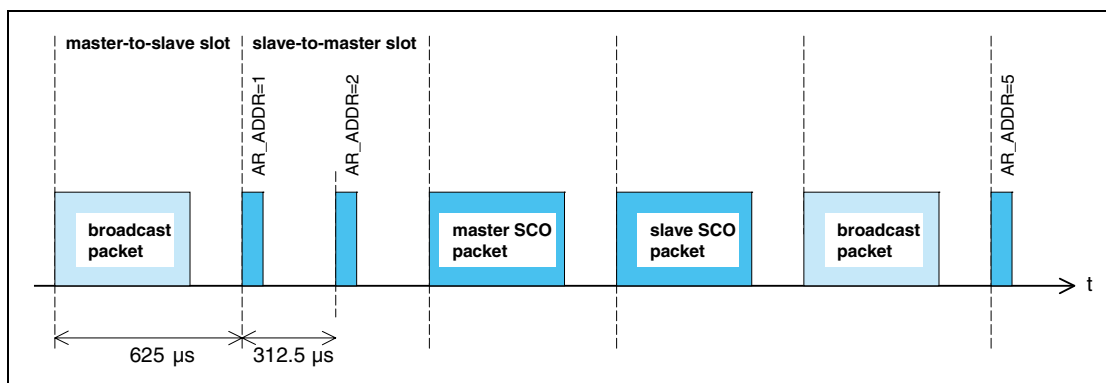 master-to-slave slot
slave-to-master slot
AR_ADDR=1
AR_ADDR=2
AR_ADDR=5
broadcast
packet
master SCO
packet
slave SCO
packet
broadcast
packet
t
625 µs
312.5 µs